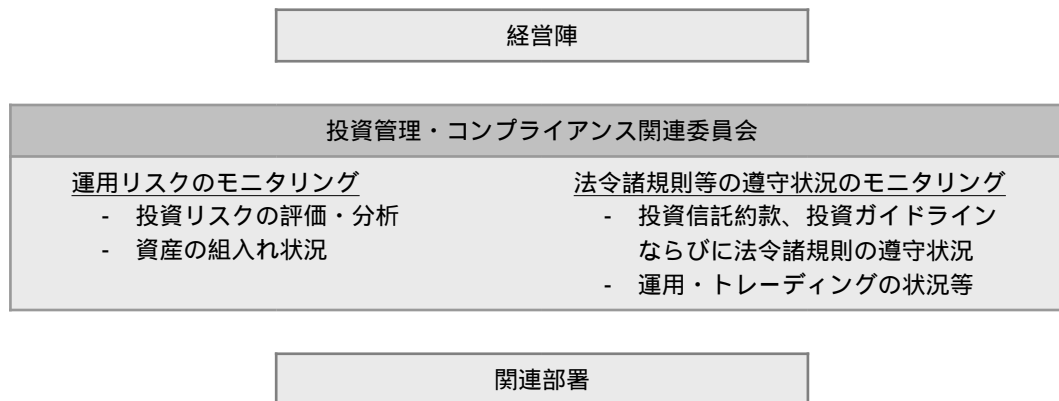 経営陣
投資管理・コンプライアンス関連委員会
運用リスクのモニタリング
- 投資リスクの評価・分析
- 資産の組入れ状況
法令諸規則等の遵守状況のモニタリング
- 投資信託約款、投資ガイドライン
ならびに法令諸規則の遵守状況
- 運用・トレーディングの状況等
関連部署